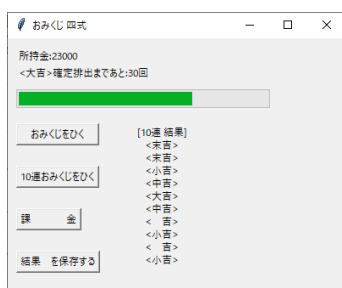 おみくじ 四式
所持金:23000
<大吉>確定排出まであと:30回
おみくじをひく
10連おみくじをひく
課　　　金
結果　を保存する
[10連 結果]
<末吉>
<末吉>
<小吉>
<中吉>
<大吉>
<中吉>
<　吉>
<小吉>
<　吉>
<小吉>